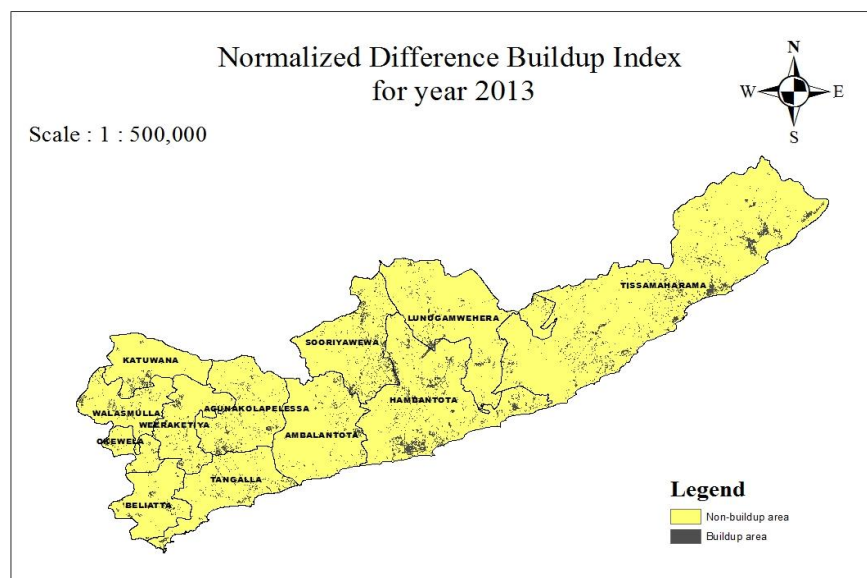 Normalized Difference Buildup Index
for year 2013
N
W
E
S
Scale : 1 : 500,000
TISSAMAHARAMA
LUNUGAMWEHERA
SOORIYAWEWA
KATUWANA
HAMBANTOTA
AGUNAKOLAPELESSA
WALASMULLA
WEERAKETIYA
AMBALANTOTA
OKEWELA
TANGALLA
BELIATTA
Legend
Non-buildup area
Buildup area